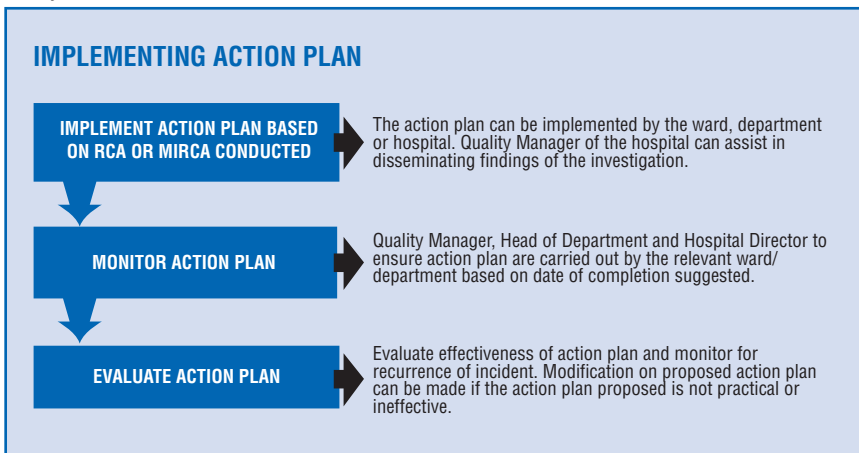 IMPLEMENTING ACTION PLAN
IMPLEMENT ACTION PLAN BASED
ON RCA OR MIRCA CONDUCTED
The action plan can be implemented by the ward, department
or hospital. Quality Manager of the hospital can assist in
disseminating findings of the investigation.
MONITOR ACTION PLAN
Quality Manager, Head of Department and Hospital Director to
ensure action plan are carried out by the relevant ward/
department based on date of completion suggested.
EVALUATE ACTION PLAN
Evaluate effectiveness of action plan and monitor for
recurrence of incident. Modification on proposed action plan
can be made if the action plan proposed is not practical or
ineffective.